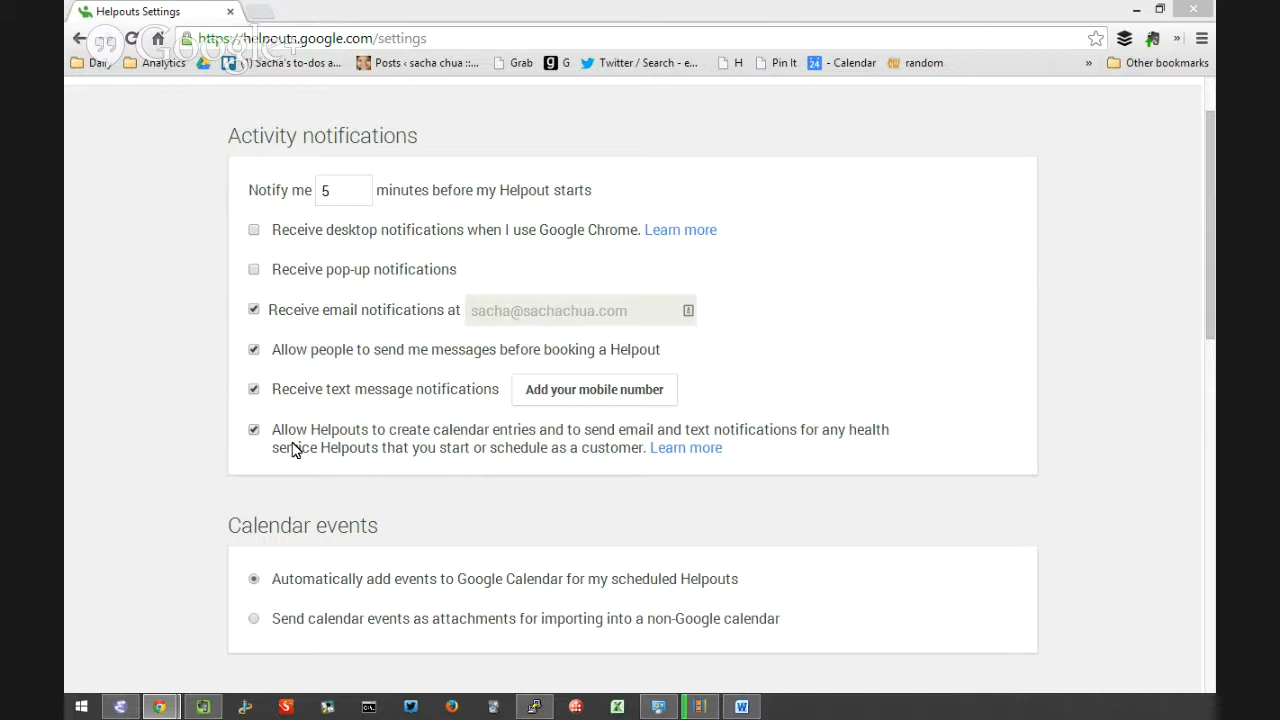 Helpouts Settings
https://helpouts.google.com/settings
Google+
Daily
Analytics
) Sacha's to-dos a...
Posts ‹ sacha chua ::...
Grab
g G
Twitter / Search - e...
H
Pin It
24 - Calendar
random
»
Other bookmarks
Activity notifications
Notify me 5 minutes before my Helpout starts
Receive desktop notifications when I use Google Chrome. Learn more
Receive pop-up notifications
Receive email notifications at sacha@sachachua.com
Allow people to send me messages before booking a Helpout
Receive text message notifications Add your mobile number
Allow Helpouts to create calendar entries and to send email and text notifications for any health
service Helpouts that you start or schedule as a customer. Learn more
Calendar events
Automatically add events to Google Calendar for my scheduled Helpouts
Send calendar events as attachments for importing into a non-Google calendar